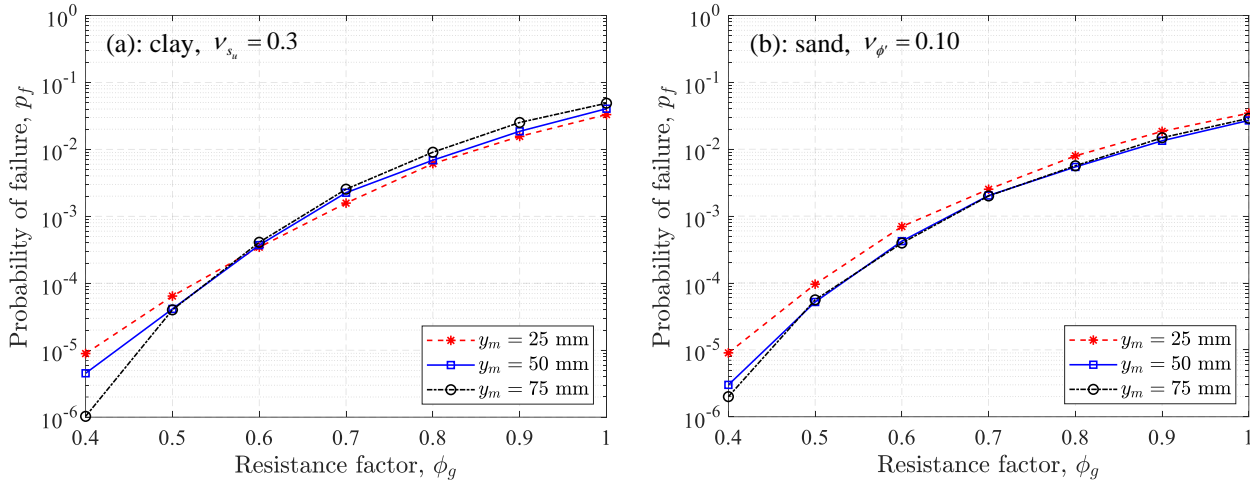 (a): clay, ν_{s_u} = 0.3
Probability of failure, p_f
10^0
10^{-1}
10^{-2}
10^{-3}
10^{-4}
10^{-5}
10^{-6}
0.4 0.5 0.6 0.7 0.8 0.9 1
Resistance factor, ϕ_g
y_m = 25 mm
y_m = 50 mm
y_m = 75 mm
(b): sand, ν_{ϕ'} = 0.10
Probability of failure, p_f
10^0
10^{-1}
10^{-2}
10^{-3}
10^{-4}
10^{-5}
10^{-6}
0.4 0.5 0.6 0.7 0.8 0.9 1
Resistance factor, ϕ_g
y_m = 25 mm
y_m = 50 mm
y_m = 75 mm